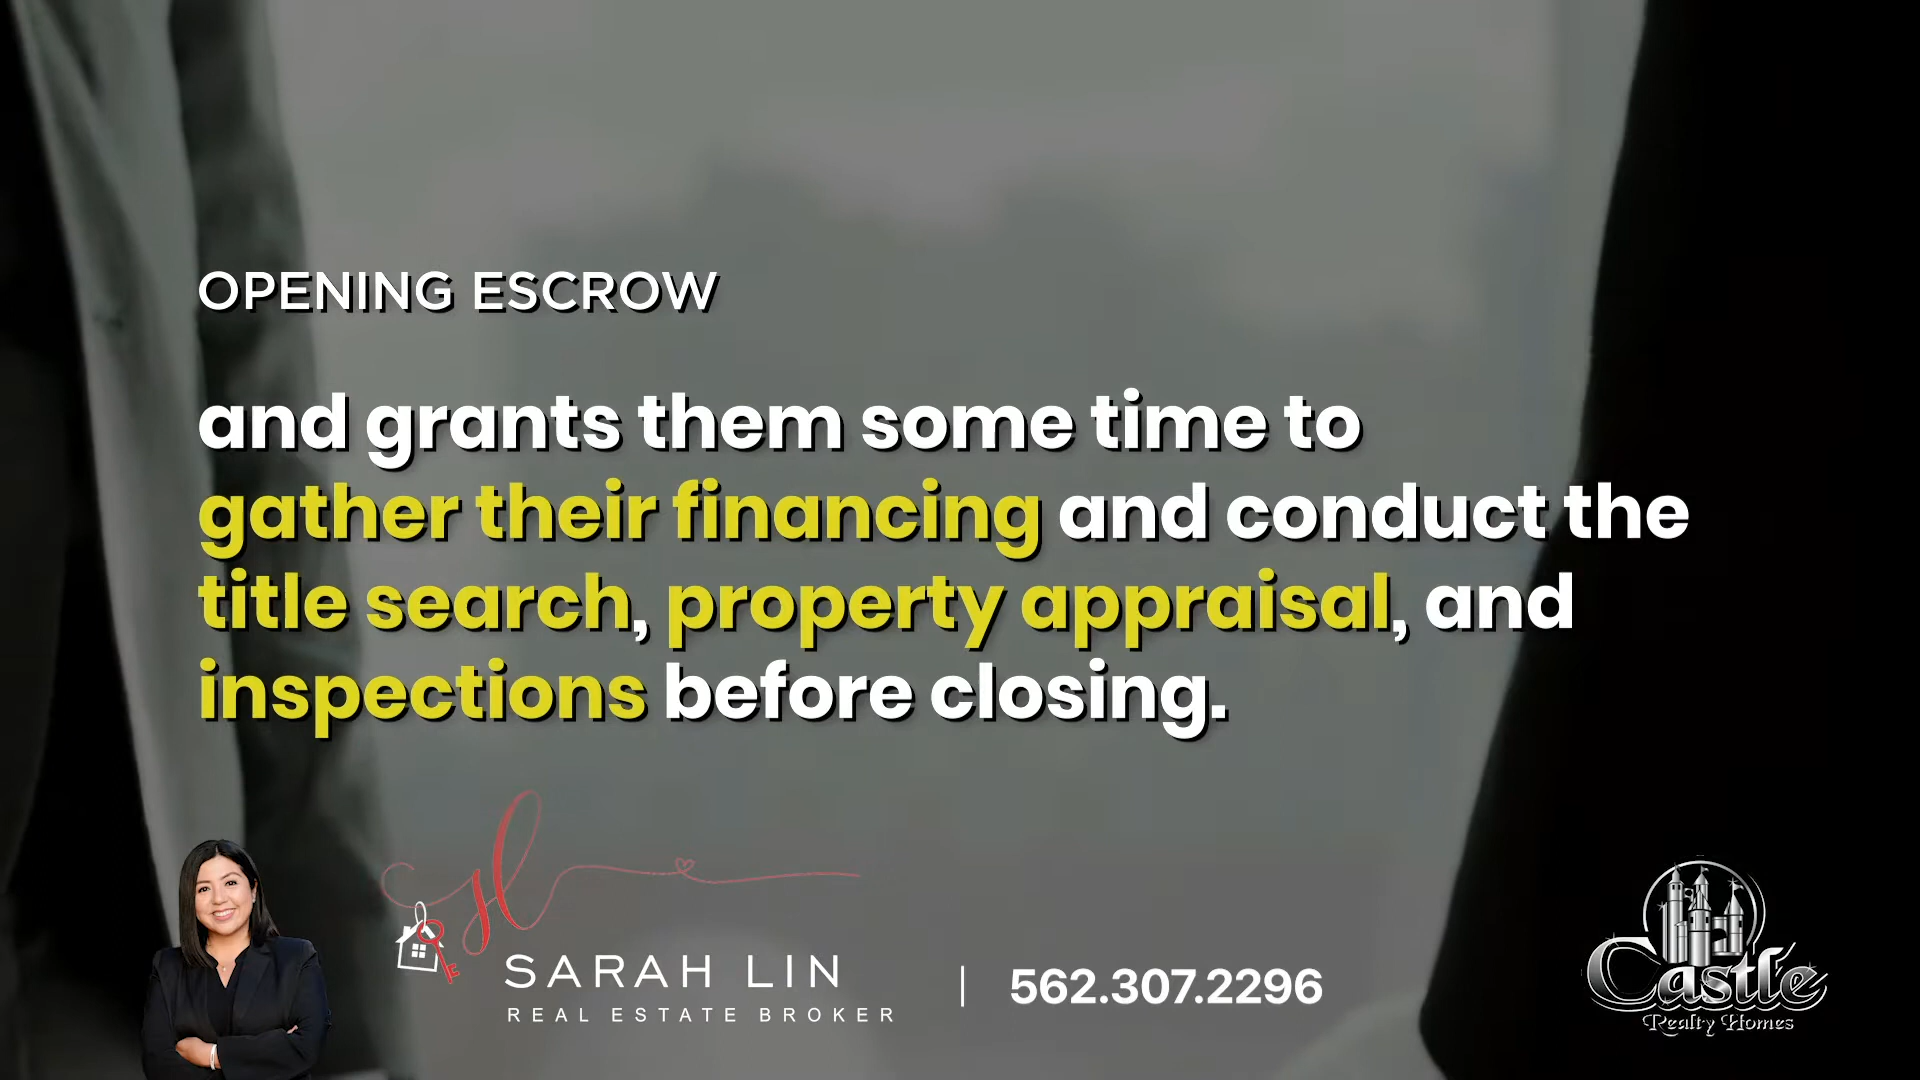 OPENING ESCROW
and grants them some time to
gather their financing and conduct the
title search, property appraisal, and
inspections before closing.
sl
SARAH LIN
REAL ESTATE BROKER
| 562.307.2296
Castle
Realty Homes